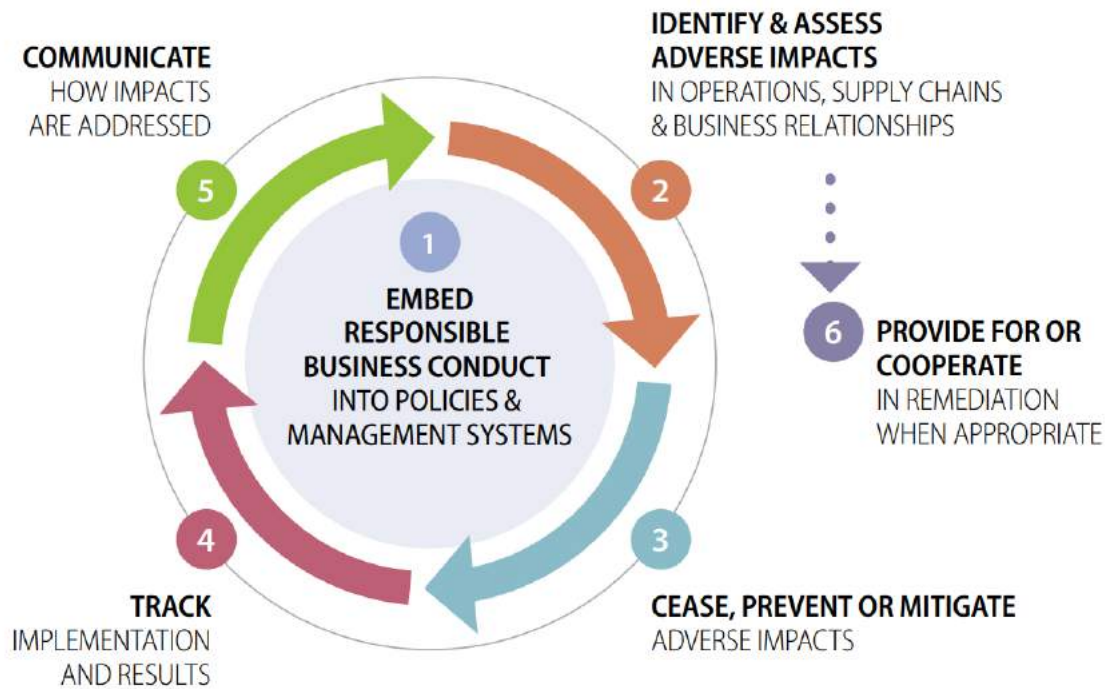 COMMUNICATE
HOW IMPACTS
ARE ADDRESSED
5
IDENTIFY & ASSESS
ADVERSE IMPACTS
IN OPERATIONS, SUPPLY CHAINS
& BUSINESS RELATIONSHIPS
2
1
EMBED
RESPONSIBLE
BUSINESS CONDUCT
INTO POLICIES &
MANAGEMENT SYSTEMS
6
PROVIDE FOR OR
COOPERATE
IN REMEDIATION
WHEN APPROPRIATE
4
TRACK
IMPLEMENTATION
AND RESULTS
3
CEASE, PREVENT OR MITIGATE
ADVERSE IMPACTS